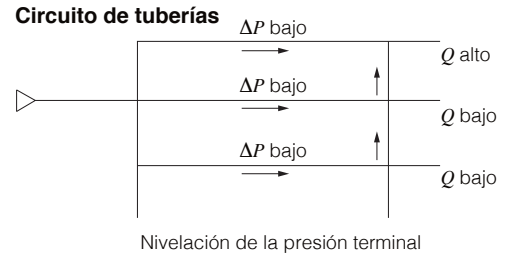 Circuito de tuberías
ΔP bajo
Q alto
ΔP bajo
Q bajo
ΔP bajo
Q bajo
Nivelación de la presión terminal